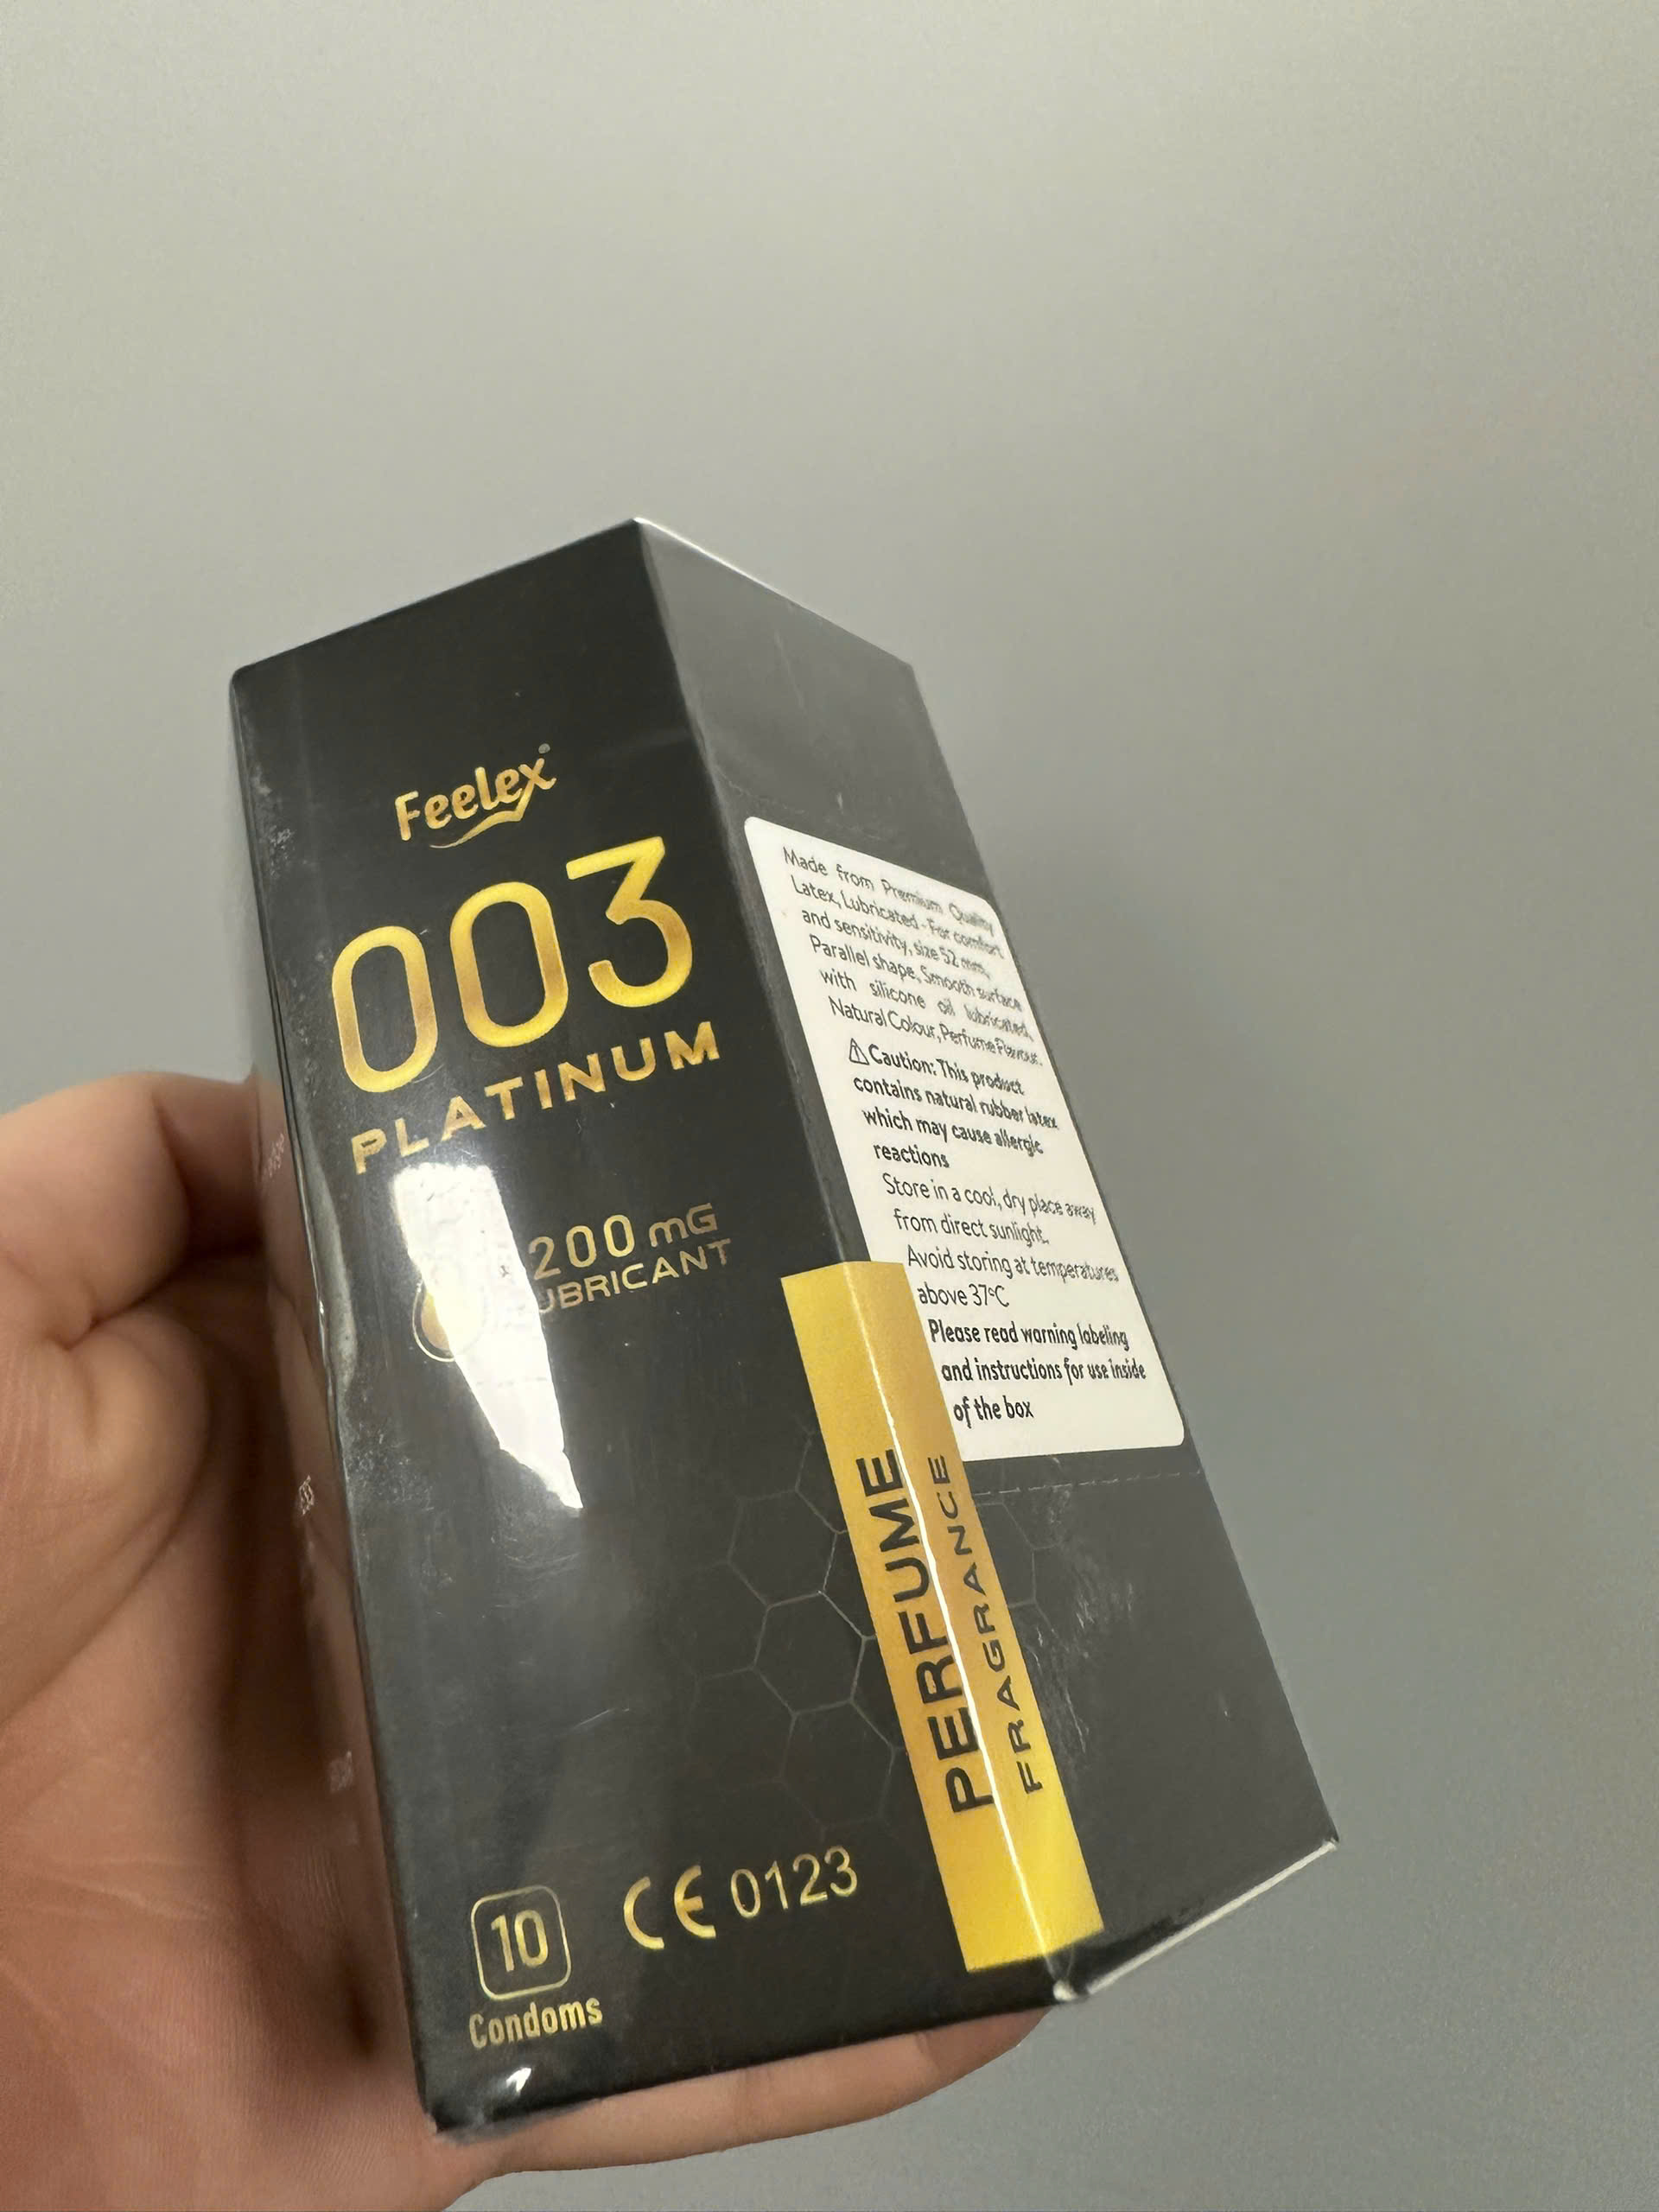 Feelex
003
PLATINUM
200 mG
LUBRICANT
PERFUME
FRAGRANCE
10
Condoms
CE 0123
Made from Premium Quality
Latex, Lubricated - For comfort
and sensitivity, size 52 mm,
Parallel shape, Smooth surface
with silicone oil lubricated,
Natural Colour, Perfume Flavour.
⚠ Caution: This product
contains natural rubber latex
which may cause allergic
reactions
Store in a cool, dry place away
from direct sunlight.
Avoid storing at temperatures
above 37°C
Please read warning labeling
and instructions for use inside
of the box